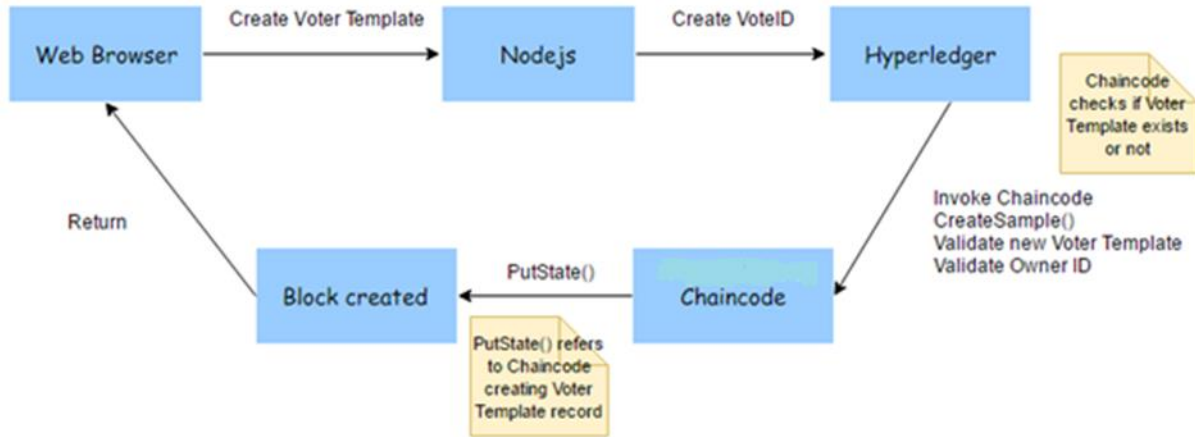 Create Voter Template
Create VoteID
Web Browser
Nodejs
Hyperledger
Chaincode
checks if Voter
Template exists
or not
Invoke Chaincode
CreateSample()
Validate new Voter Template
Validate Owner ID
Return
PutState()
Block created
Chaincode
PutState() refers
to Chaincode
creating Voter
Template record